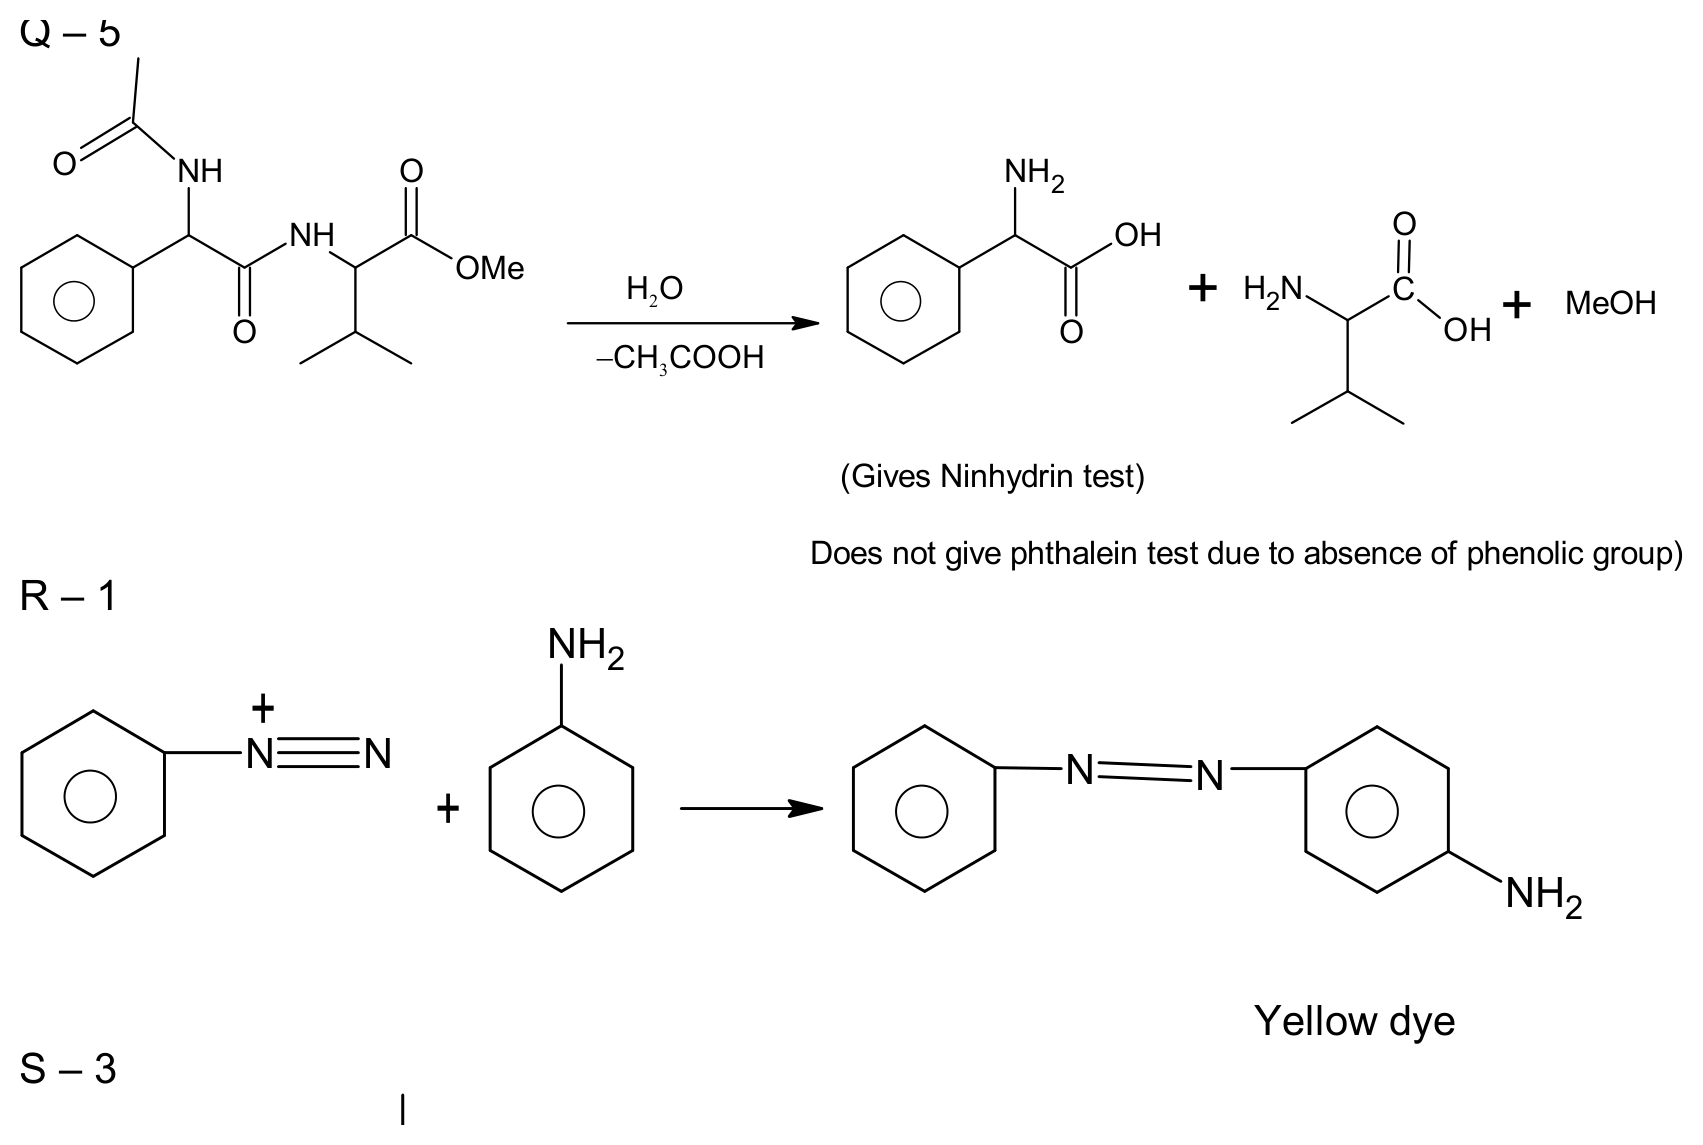 Q – 5
O
NH
O
NH
OMe
O
H₂O
–CH₃COOH
NH₂
OH
O
+
H₂N
O
C
OH
+
MeOH
(Gives Ninhydrin test)
Does not give phthalein test due to absence of phenolic group)
R – 1
+
N
N
+
NH₂
N
N
NH₂
Yellow dye
S – 3